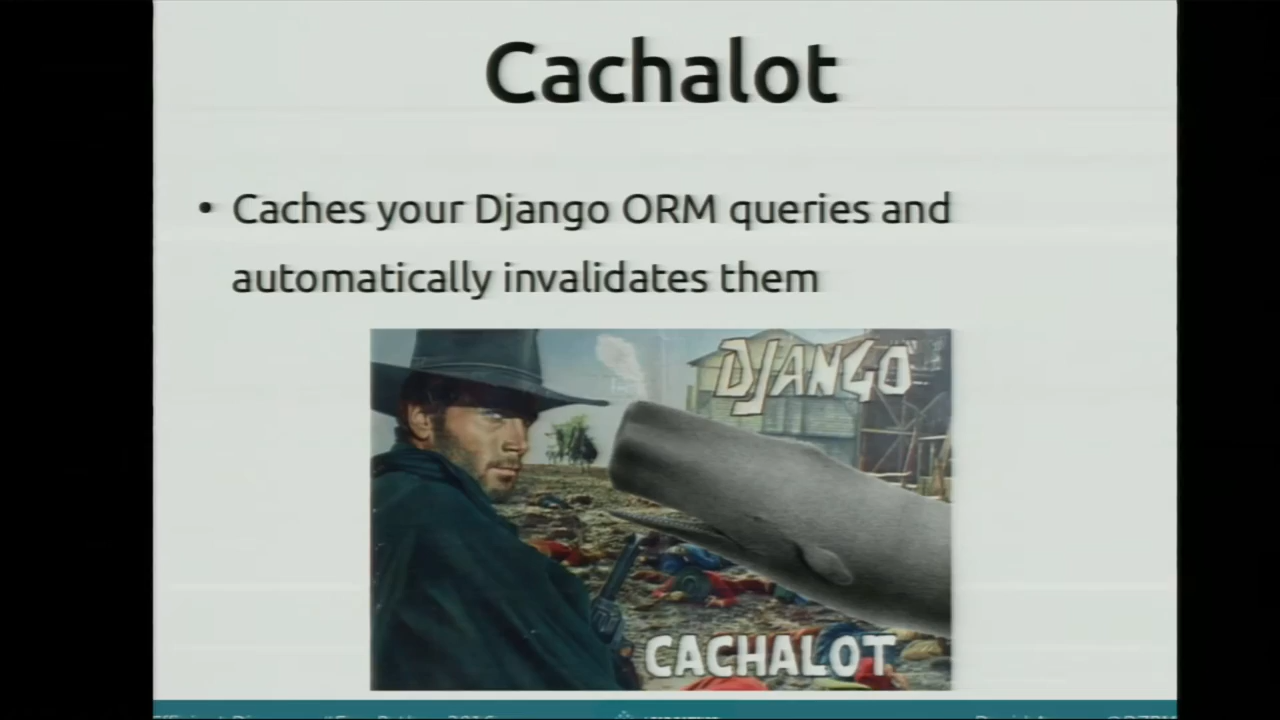 Cachalot
• Caches your Django ORM queries and
automatically invalidates them
DJANGO
CACHALOT